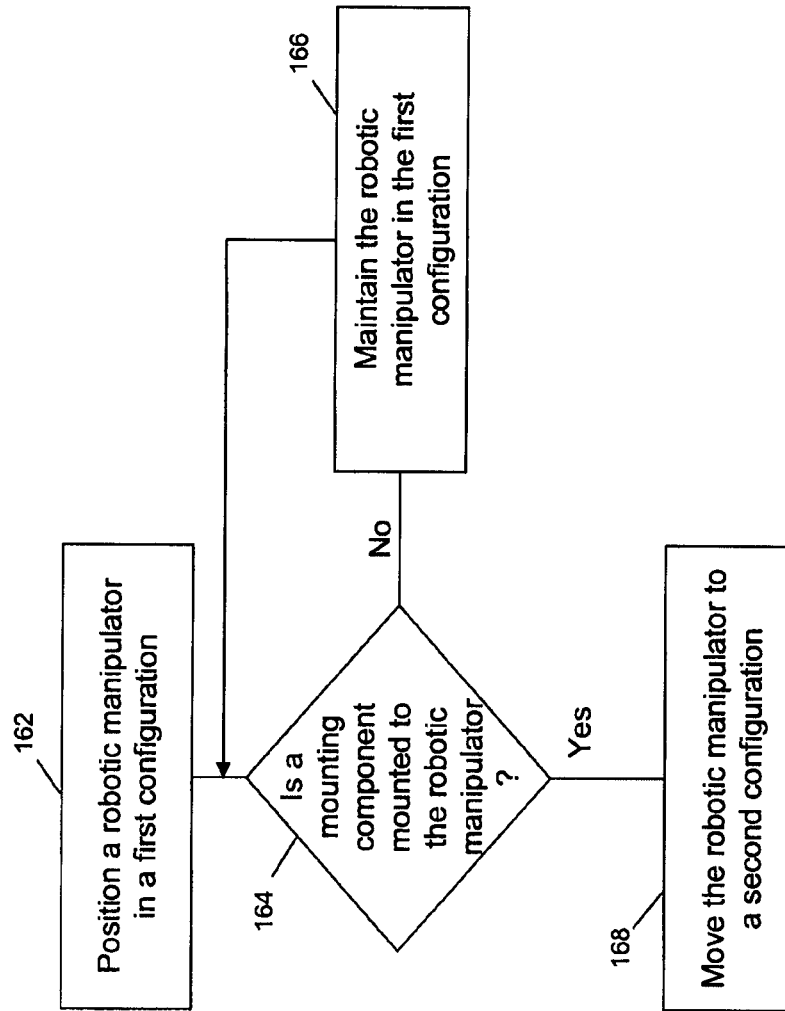 162
Position a robotic manipulator
in a first configuration
164
Is a
mounting
component
mounted to
the robotic
manipulator
?
No
166
Maintain the robotic
manipulator in the first
configuration
Yes
168
Move the robotic manipulator to
a second configuration